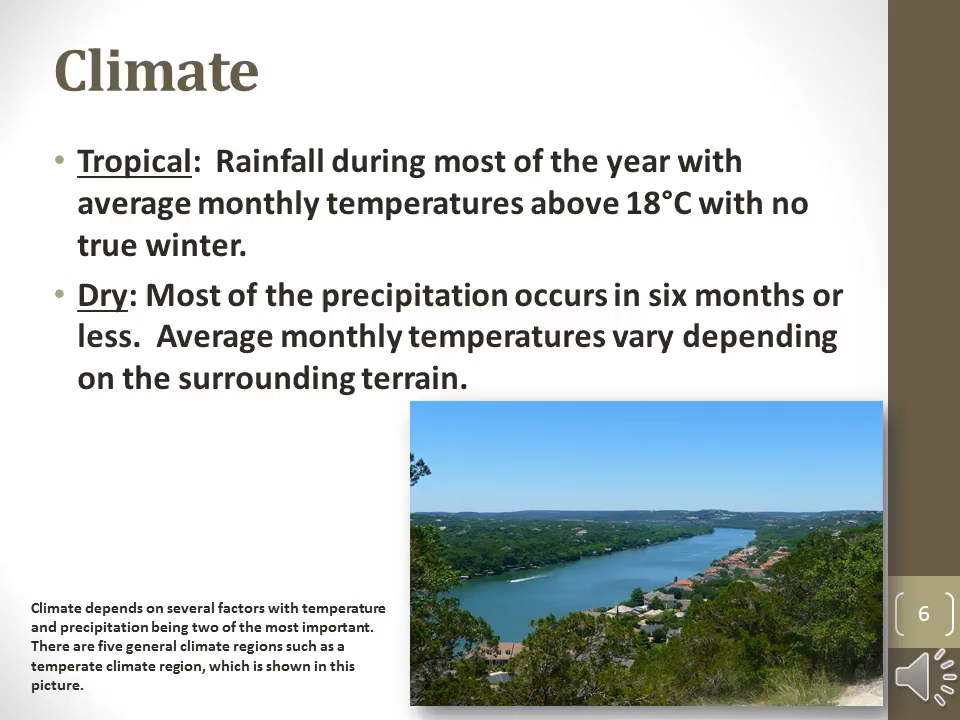 Climate
• Tropical:  Rainfall during most of the year with
average monthly temperatures above 18°C with no
true winter.
• Dry: Most of the precipitation occurs in six months or
less.  Average monthly temperatures vary depending
on the surrounding terrain.
Climate depends on several factors with temperature
and precipitation being two of the most important.
There are five general climate regions such as a
temperate climate region, which is shown in this
picture.
6